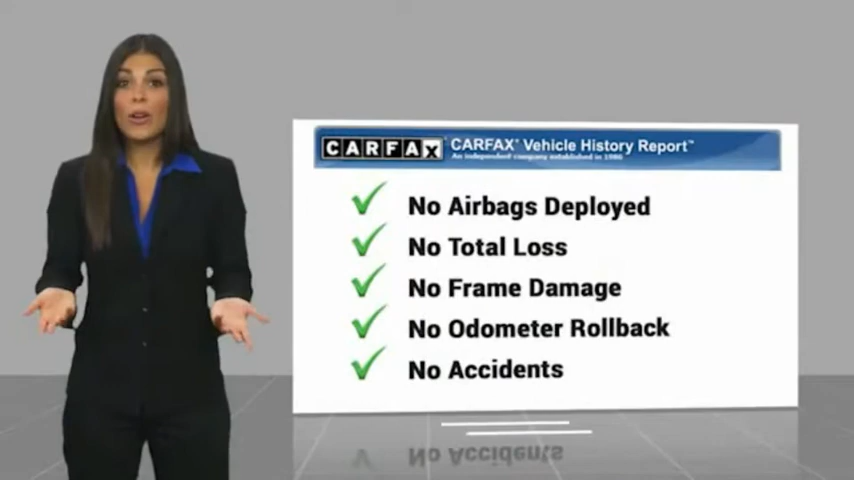 CARFAX CARFAX® Vehicle History Report™
An independent company established in 1986
No Airbags Deployed
No Total Loss
No Frame Damage
No Odometer Rollback
No Accidents
No Accidents